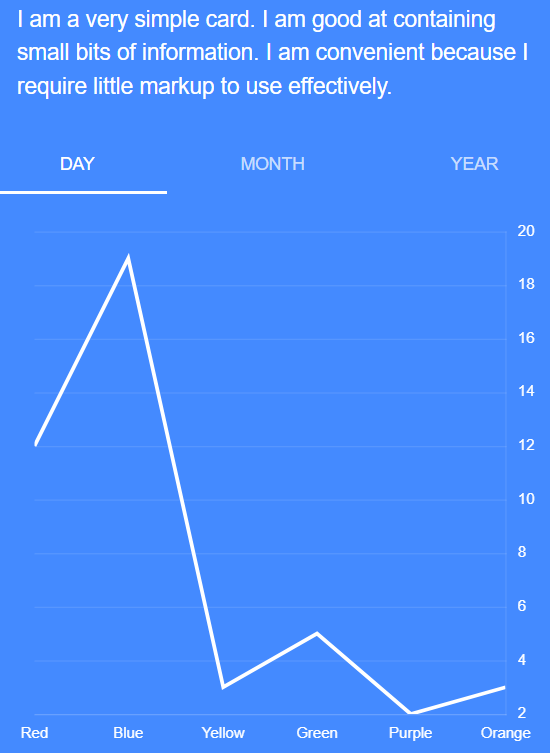 I am a very simple card. I am good at containing
small bits of information. I am convenient because I
require little markup to use effectively.
DAY MONTH YEAR
20
18
16
14
12
10
8
6
4
2
Red Blue Yellow Green Purple Orange